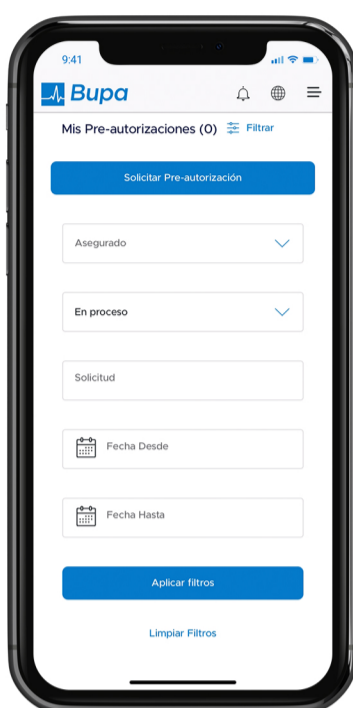 9:41
Bupa
Mis Pre-autorizaciones (0) Filtrar
Solicitar Pre-autorización
Asegurado
En proceso
Solicitud
Fecha Desde
Fecha Hasta
Aplicar filtros
Limpiar Filtros